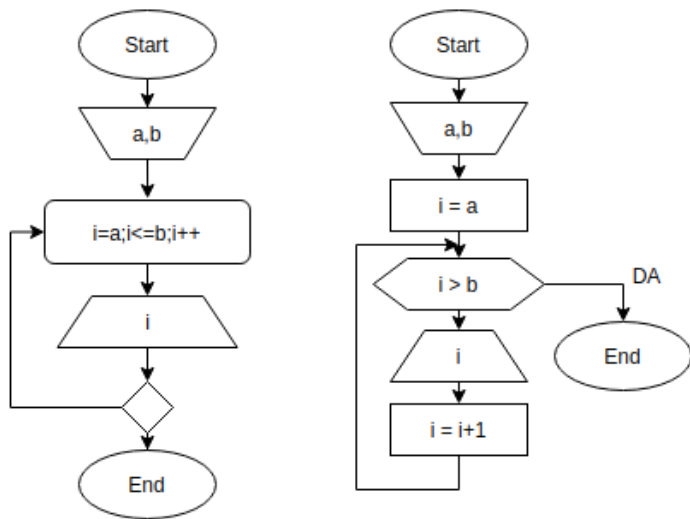 Start
a,b
i=a;i<=b;i++
i
End
Start
a,b
i = a
i > b
DA
End
i
i = i+1